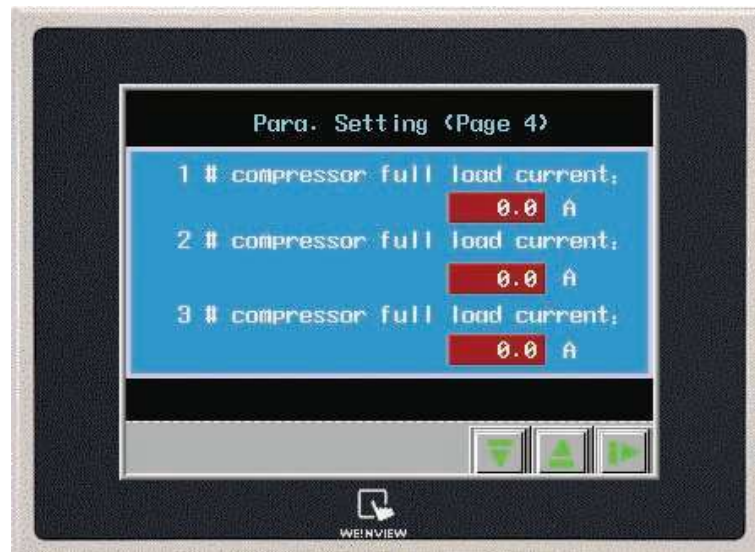 Para. Setting (Page 4)
1 # compressor full load current:
0.0 A
2 # compressor full load current:
0.0 A
3 # compressor full load current:
0.0 A
WEINVIEW